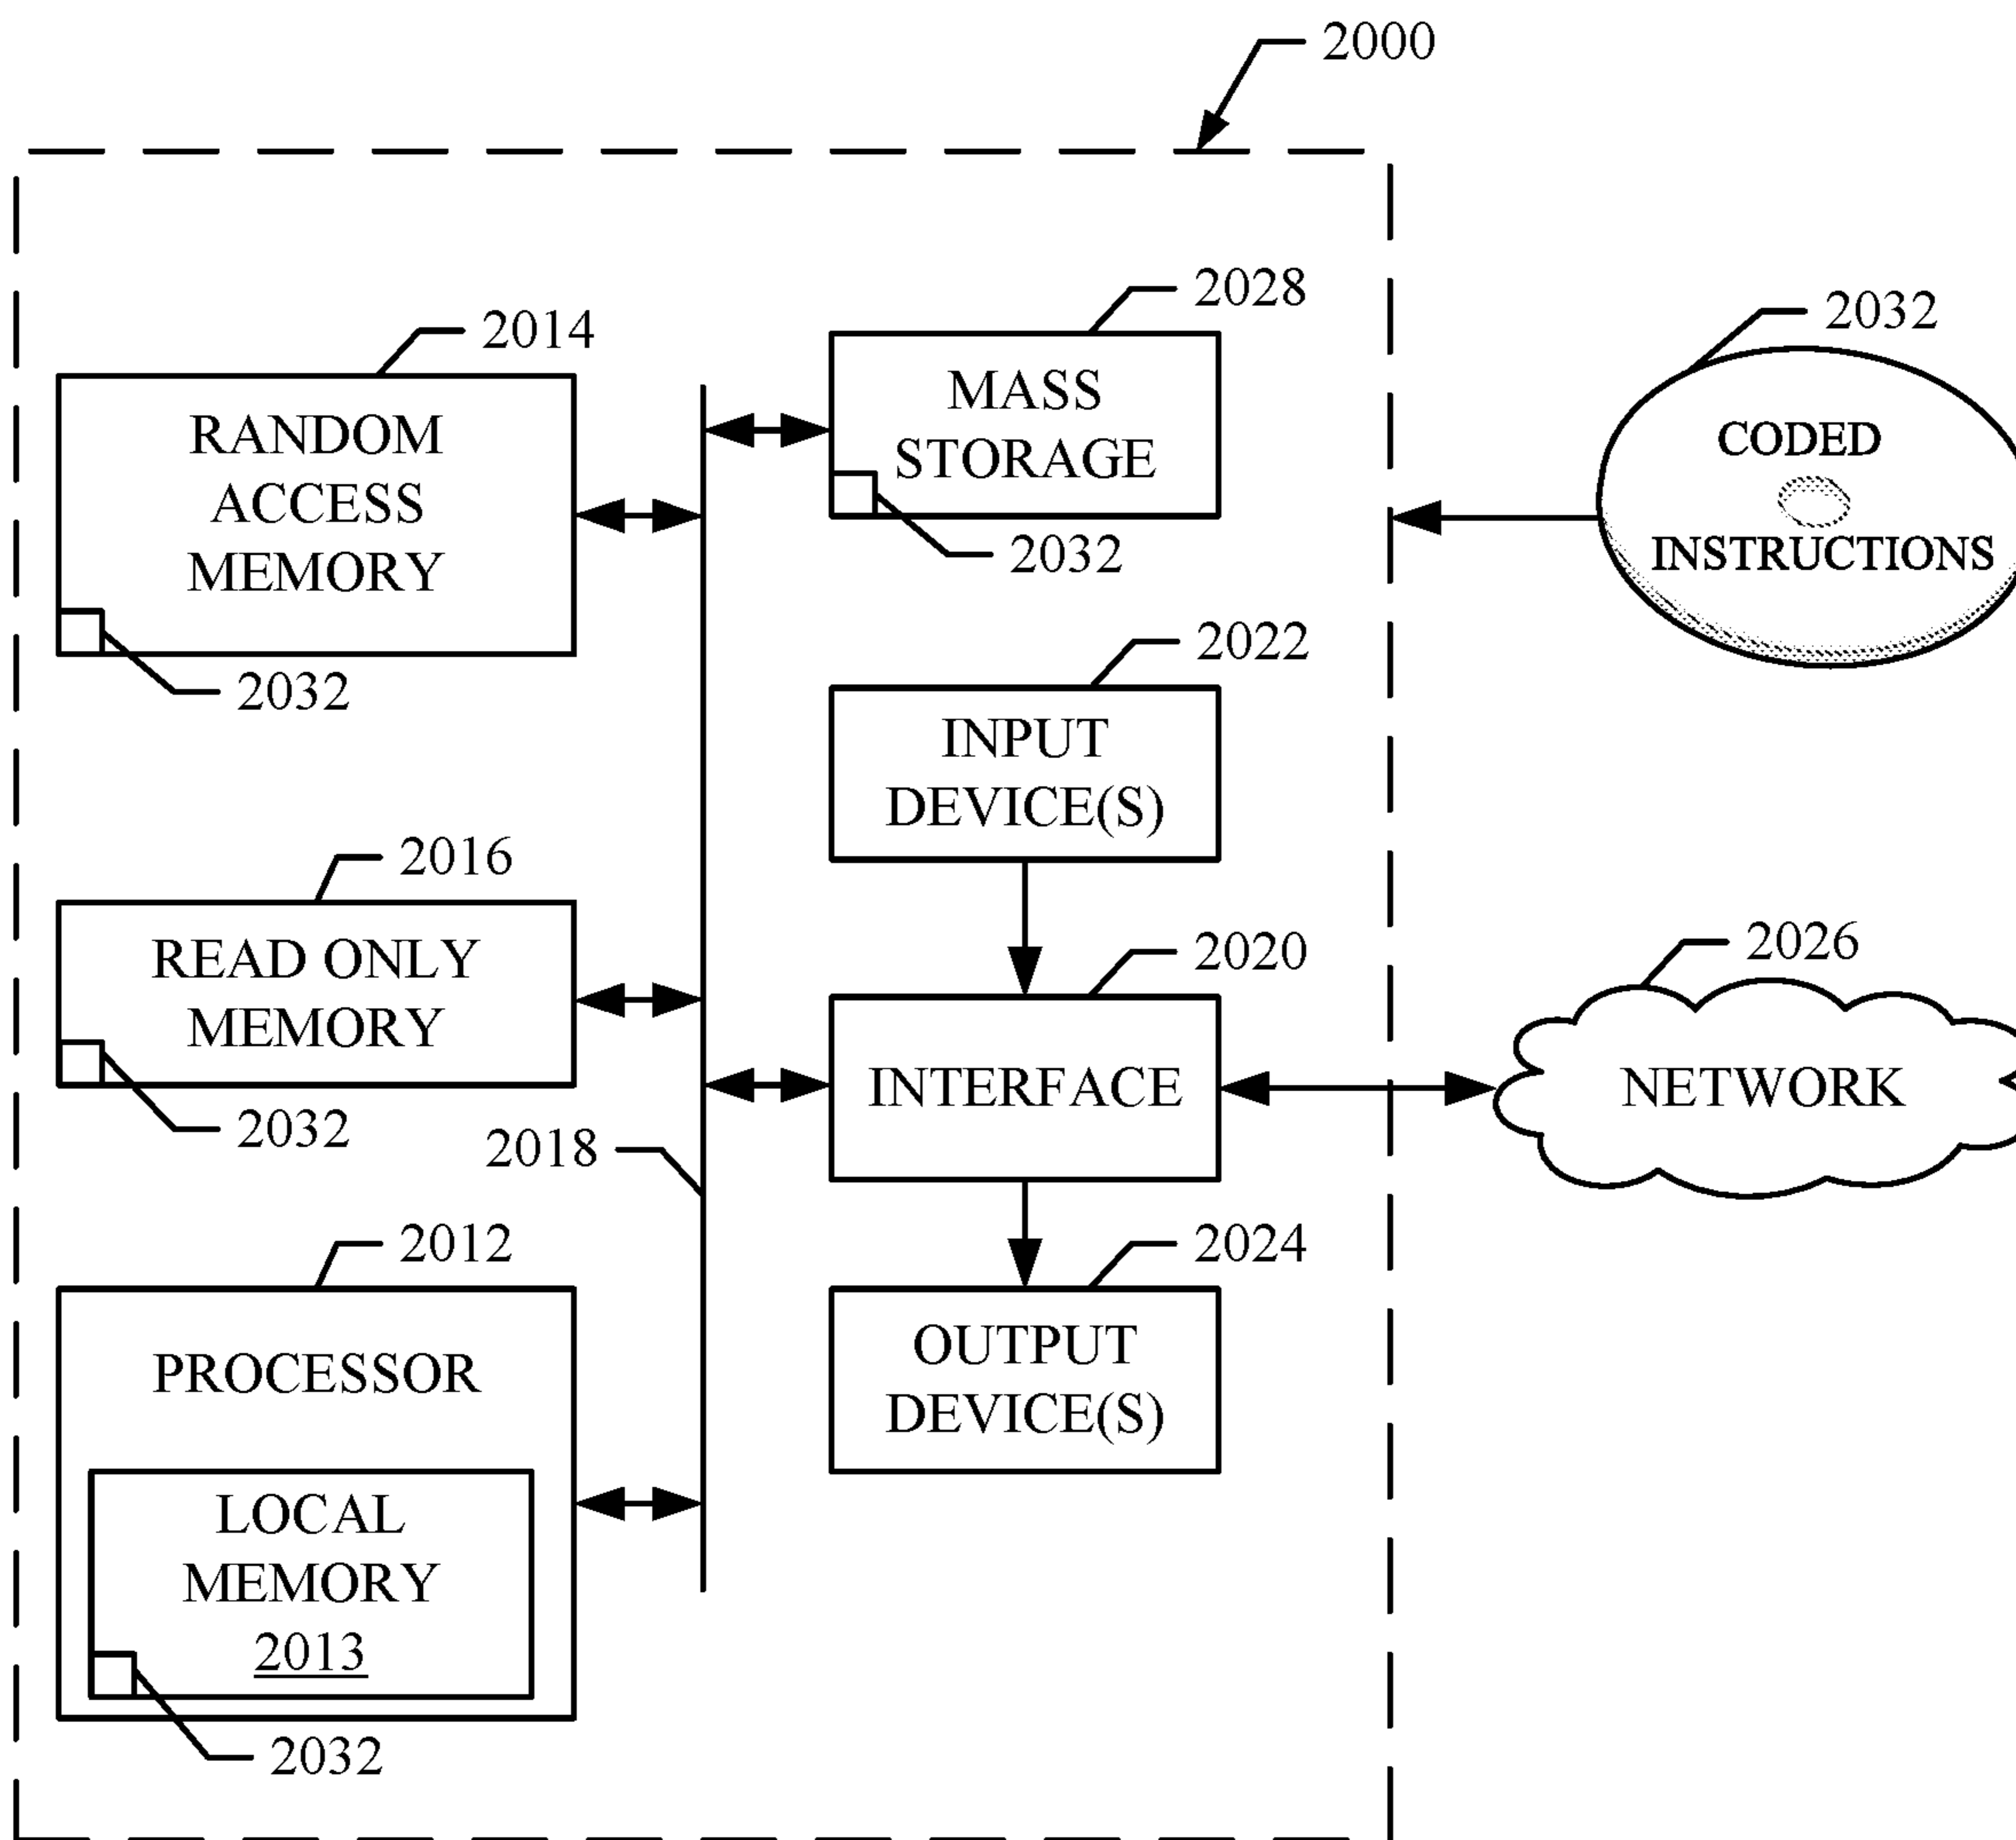 2000
2014
RANDOM
ACCESS
MEMORY
2032
2028
MASS
STORAGE
2032
2032
CODED
INSTRUCTIONS
2022
INPUT
DEVICE(S)
2016
READ ONLY
MEMORY
2032
2018
2020
INTERFACE
2026
NETWORK
2012
PROCESSOR
LOCAL
MEMORY
2013
2032
2024
OUTPUT
DEVICE(S)